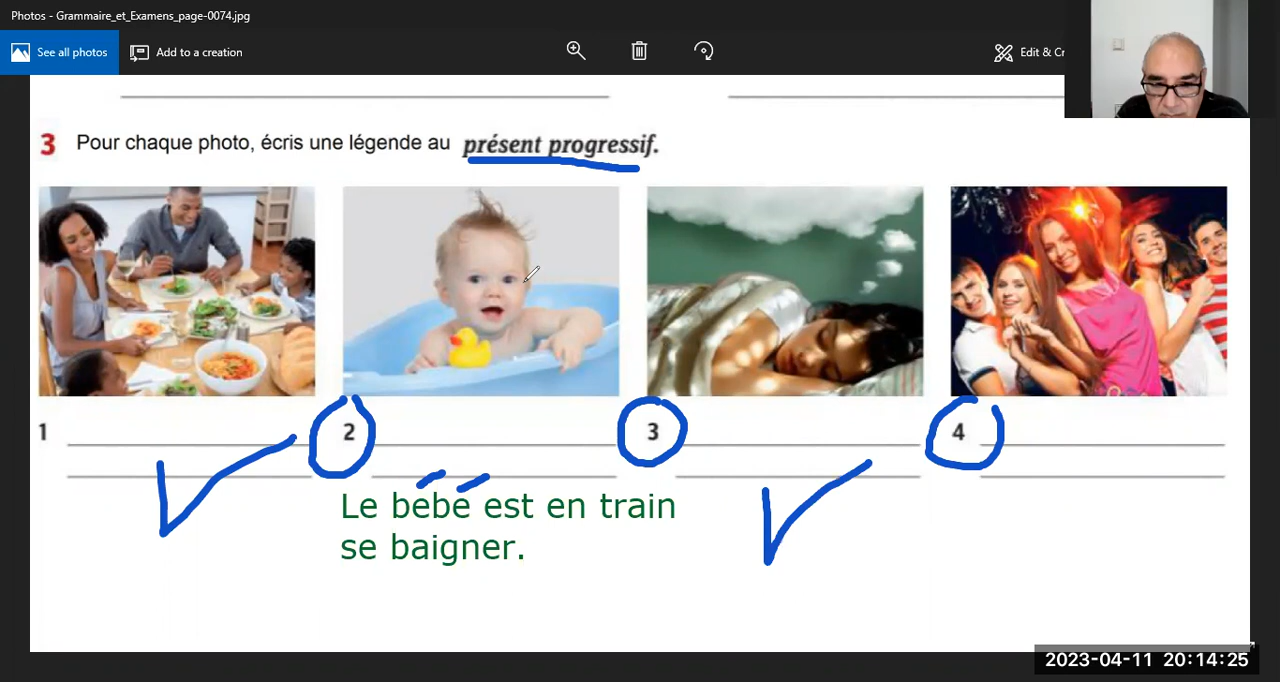 Photos - Grammaire_et_Examens_page-0074.jpg
See all photos
Add to a creation
Edit & Cr
3 Pour chaque photo, écris une légende au présent progressif.
1
2
3
4
Le bébé est en train
se baigner.
2023-04-11 20:14:25